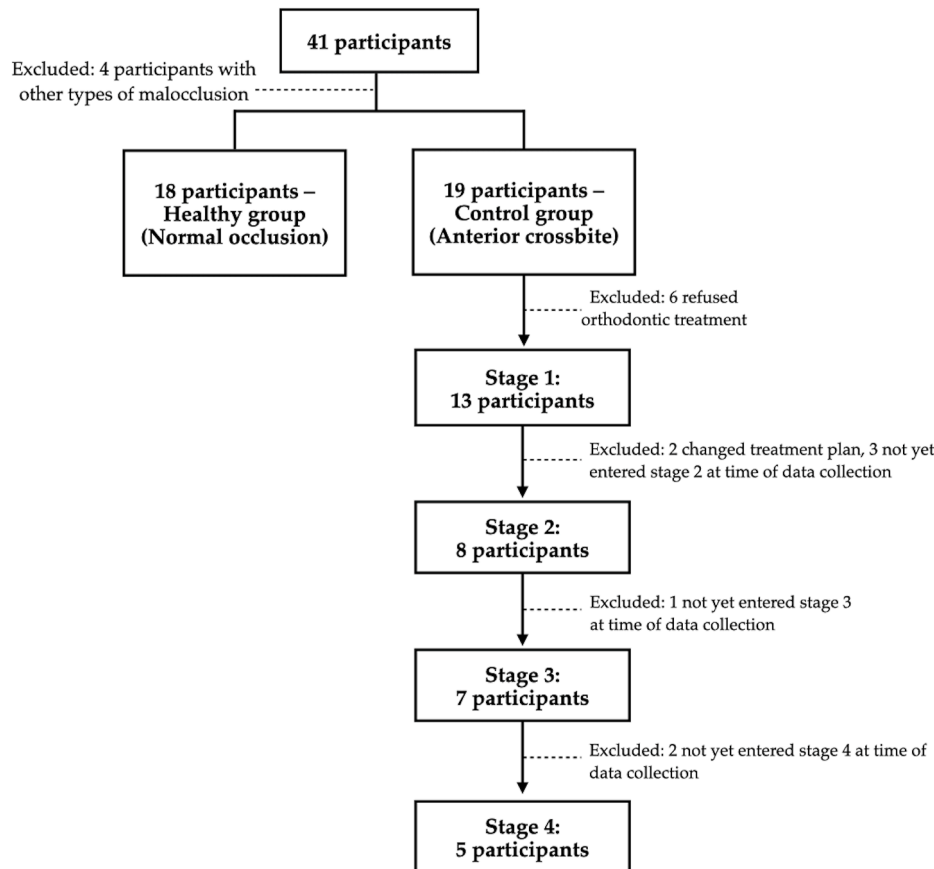 41 participants
Excluded: 4 participants with
other types of malocclusion
18 participants –
Healthy group
(Normal occlusion)
19 participants –
Control group
(Anterior crossbite)
Excluded: 6 refused
orthodontic treatment
Stage 1:
13 participants
Excluded: 2 changed treatment plan, 3 not yet
entered stage 2 at time of data collection
Stage 2:
8 participants
Excluded: 1 not yet entered stage 3
at time of data collection
Stage 3:
7 participants
Excluded: 2 not yet entered stage 4 at time of
data collection
Stage 4:
5 participants